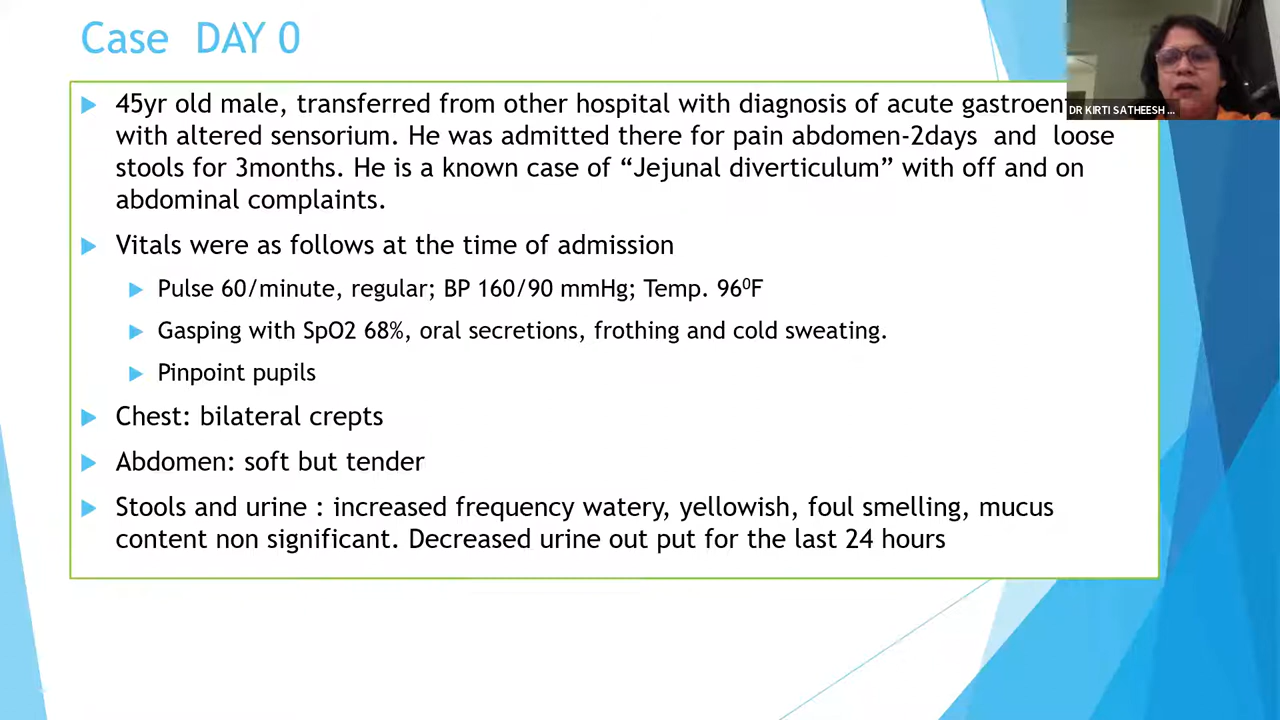 Case DAY 0
45yr old male, transferred from other hospital with diagnosis of acute
with altered sensorium. He was admitted there for pain abdomen-2days and loose
stools for 3months. He is a known case of “Jejunal diverticulum” with off and on
abdominal complaints.
Vitals were as follows at the time of admission
Pulse 60/minute, regular; BP 160/90 mmHg; Temp. 96⁰F
Gasping with SpO2 68%, oral secretions, frothing and cold sweating.
Pinpoint pupils
Chest: bilateral crepts
Abdomen: soft but tender
Stools and urine : increased frequency watery, yellowish, foul smelling, mucus
content non significant. Decreased urine out put for the last 24 hours
DR KIRTI SATHEESH ...